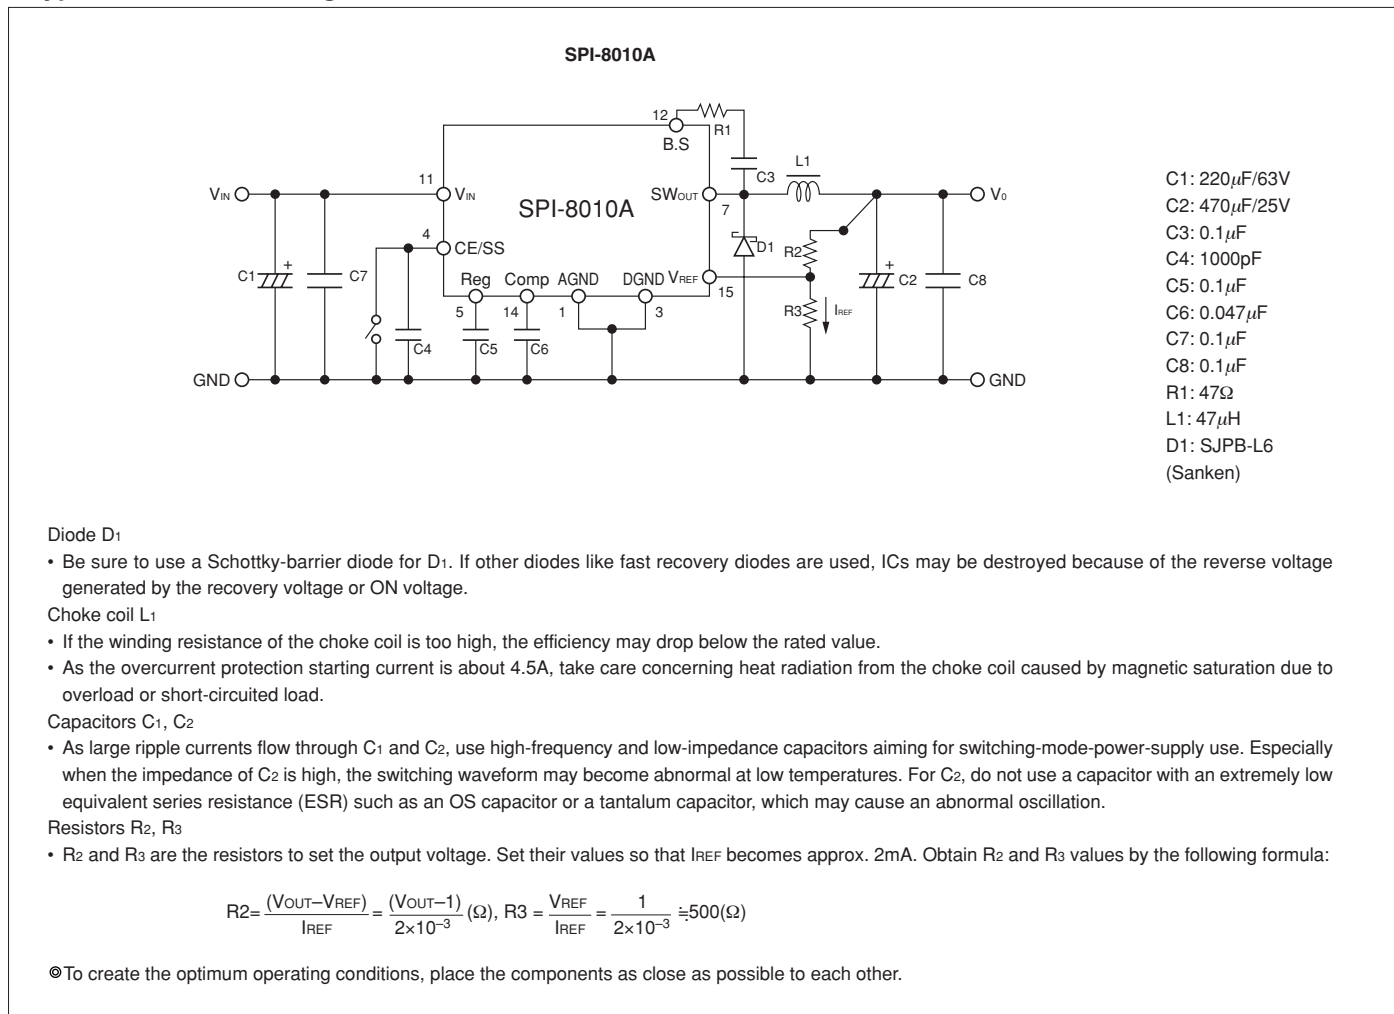 SPI-8010A
12
R1
B.S
C3
L1
VIN
11
VIN
SPI-8010A
SWOUT
7
V0
4
CE/SS
D1
R2
C1
+
C7
Reg
Comp
AGND
DGND
VREF
15
+
C2
C8
5
14
1
3
R3
IREF
C4
C5
C6
GND
GND
C1: 220μF/63V
C2: 470μF/25V
C3: 0.1μF
C4: 1000pF
C5: 0.1μF
C6: 0.047μF
C7: 0.1μF
C8: 0.1μF
R1: 47Ω
L1: 47μH
D1: SJPB-L6
(Sanken)
Diode D1
• Be sure to use a Schottky-barrier diode for D1. If other diodes like fast recovery diodes are used, ICs may be destroyed because of the reverse voltage
generated by the recovery voltage or ON voltage.
Choke coil L1
• If the winding resistance of the choke coil is too high, the efficiency may drop below the rated value.
• As the overcurrent protection starting current is about 4.5A, take care concerning heat radiation from the choke coil caused by magnetic saturation due to
overload or short-circuited load.
Capacitors C1, C2
• As large ripple currents flow through C1 and C2, use high-frequency and low-impedance capacitors aiming for switching-mode-power-supply use. Especially
when the impedance of C2 is high, the switching waveform may become abnormal at low temperatures. For C2, do not use a capacitor with an extremely low
equivalent series resistance (ESR) such as an OS capacitor or a tantalum capacitor, which may cause an abnormal oscillation.
Resistors R2, R3
• R2 and R3 are the resistors to set the output voltage. Set their values so that IREF becomes approx. 2mA. Obtain R2 and R3 values by the following formula:
R2= (VOUT–VREF) / IREF = (VOUT–1) / 2×10–3 (Ω), R3 = VREF / IREF = 1 / 2×10–3 ≒500(Ω)
◎To create the optimum operating conditions, place the components as close as possible to each other.